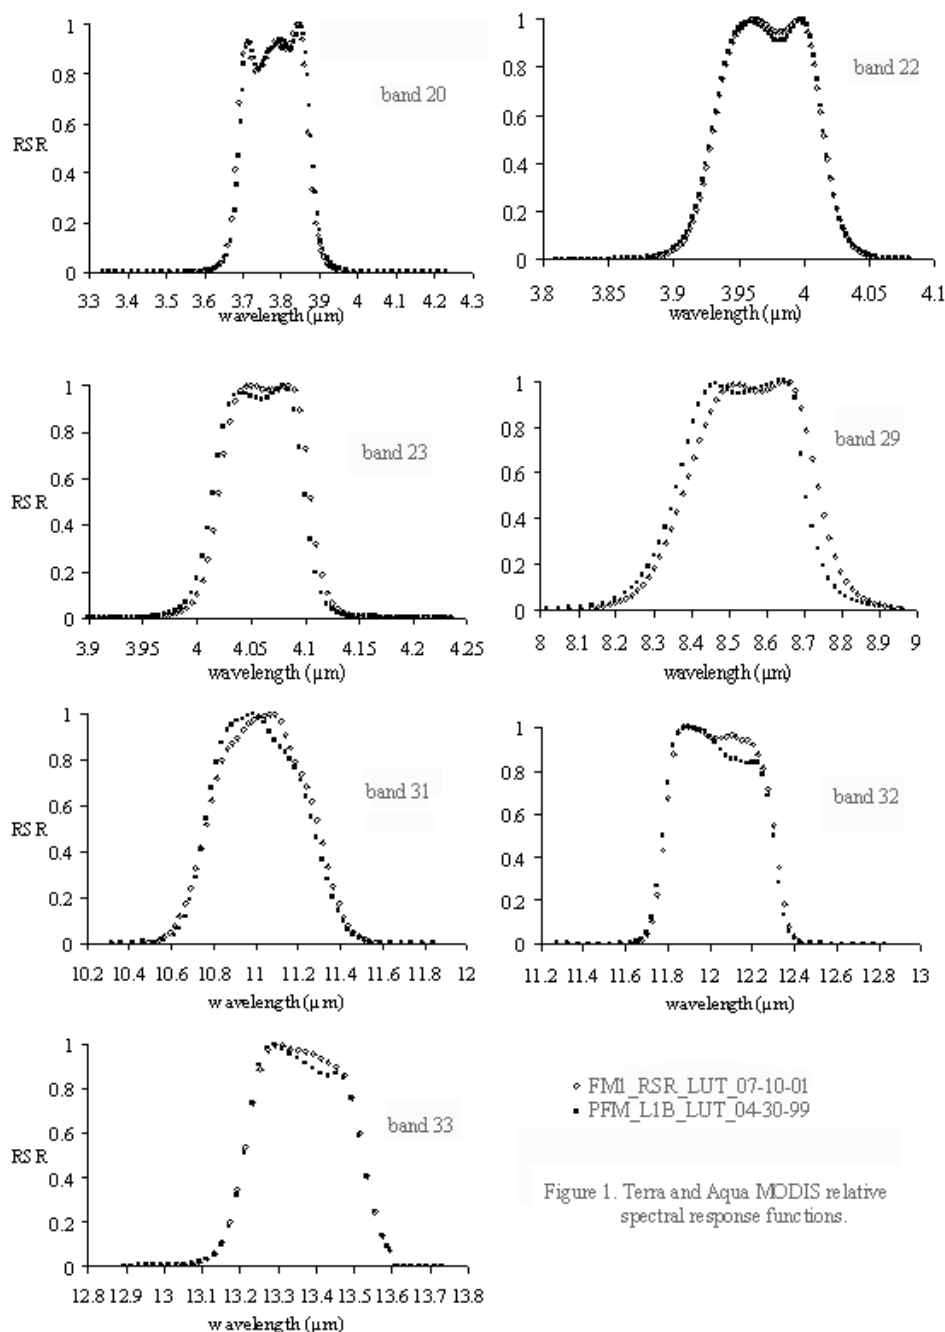 1
0.8
0.6
RSR
0.4
0.2
0
band 20
3.3 3.4 3.5 3.6 3.7 3.8 3.9 4 4.1 4.2 4.3
wavelength (µm)
1
0.8
0.6
0.4
0.2
0
band 22
3.8 3.85 3.9 3.95 4 4.05 4.1
wavelength (µm)
1
0.8
0.6
RSR
0.4
0.2
0
band 23
3.9 3.95 4 4.05 4.1 4.15 4.2 4.25
wavelength (µm)
1
0.8
0.6
0.4
0.2
0
band 29
8 8.1 8.2 8.3 8.4 8.5 8.6 8.7 8.8 8.9 9
wavelength (µm)
1
0.8
0.6
RSR
0.4
0.2
0
band 31
10.2 10.4 10.6 10.8 11 11.2 11.4 11.6 11.8 12
wavelength (µm)
1
0.8
0.6
0.4
0.2
0
band 32
11.2 11.4 11.6 11.8 12 12.2 12.4 12.6 12.8 13
wavelength (µm)
1
0.8
0.6
RSR
0.4
0.2
0
band 33
12.8 12.9 13 13.1 13.2 13.3 13.4 13.5 13.6 13.7 13.8
wavelength (µm)
FM1_RSR_LUT_07-10-01
PFM_L1B_LUT_04-30-99
Figure 1. Terra and Aqua MODIS relative
spectral response functions.